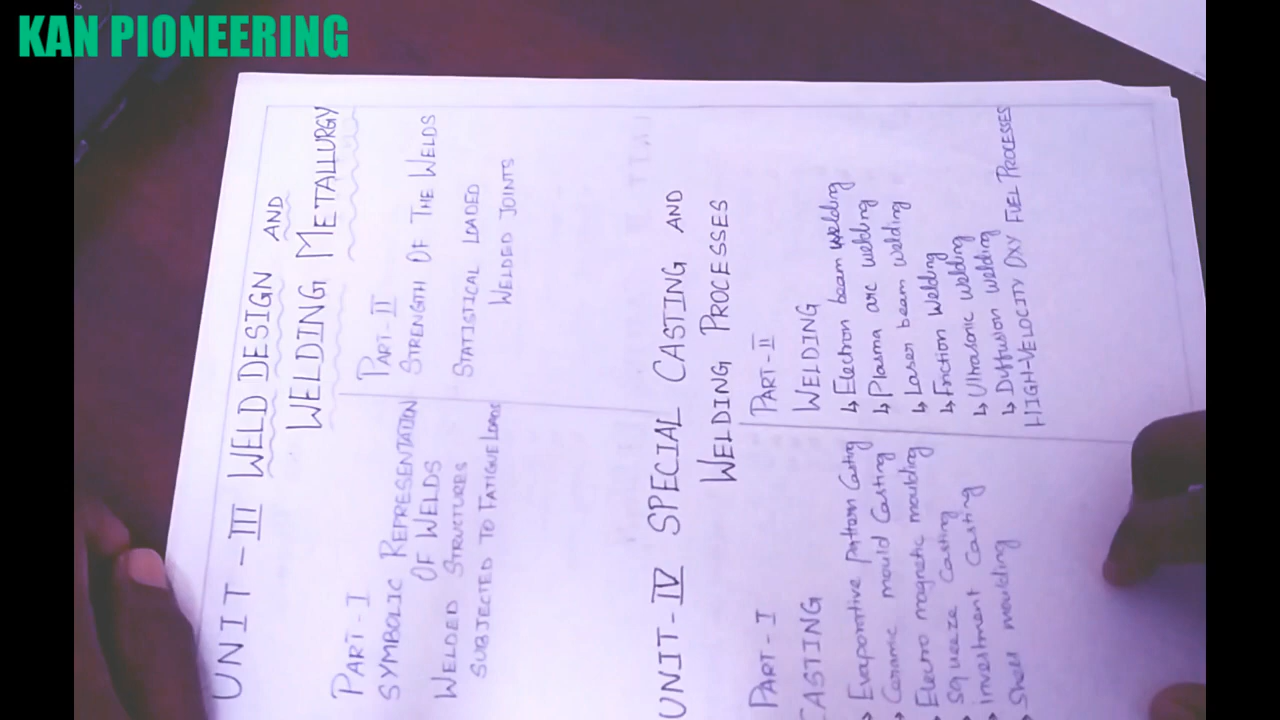 KAN PIONEERING
UNIT - III WELD DESIGN AND
WELDING METALLURGY
PART - I
SYMBOLIC REPRESENTATION
OF WELDS
WELDED STRUCTURES
SUBJECTED TO FATIGUE LOADS
PART - II
STRENGTH OF THE WELDS
STATISTICAL LOADED
WELDED JOINTS
UNIT - IV SPECIAL CASTING AND
WELDING PROCESSES
PART - I
CASTING
Evaporative pattern Casting
Ceramic mould Casting
Electro magnetic moulding
Squeeze Casting
Investment Casting
Shell moulding
PART - II
WELDING
↳ Electron beam welding
↳ Plasma arc welding
↳ Laser beam welding
↳ Friction Welding
↳ Ultrasonic welding
↳ Diffusion welding
HIGH-VELOCITY OXY FUEL PROCESSES